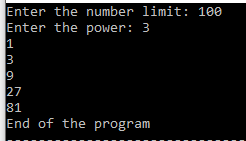 Enter the number limit: 100
Enter the power: 3
1
3
9
27
81
End of the program
--------------------------------